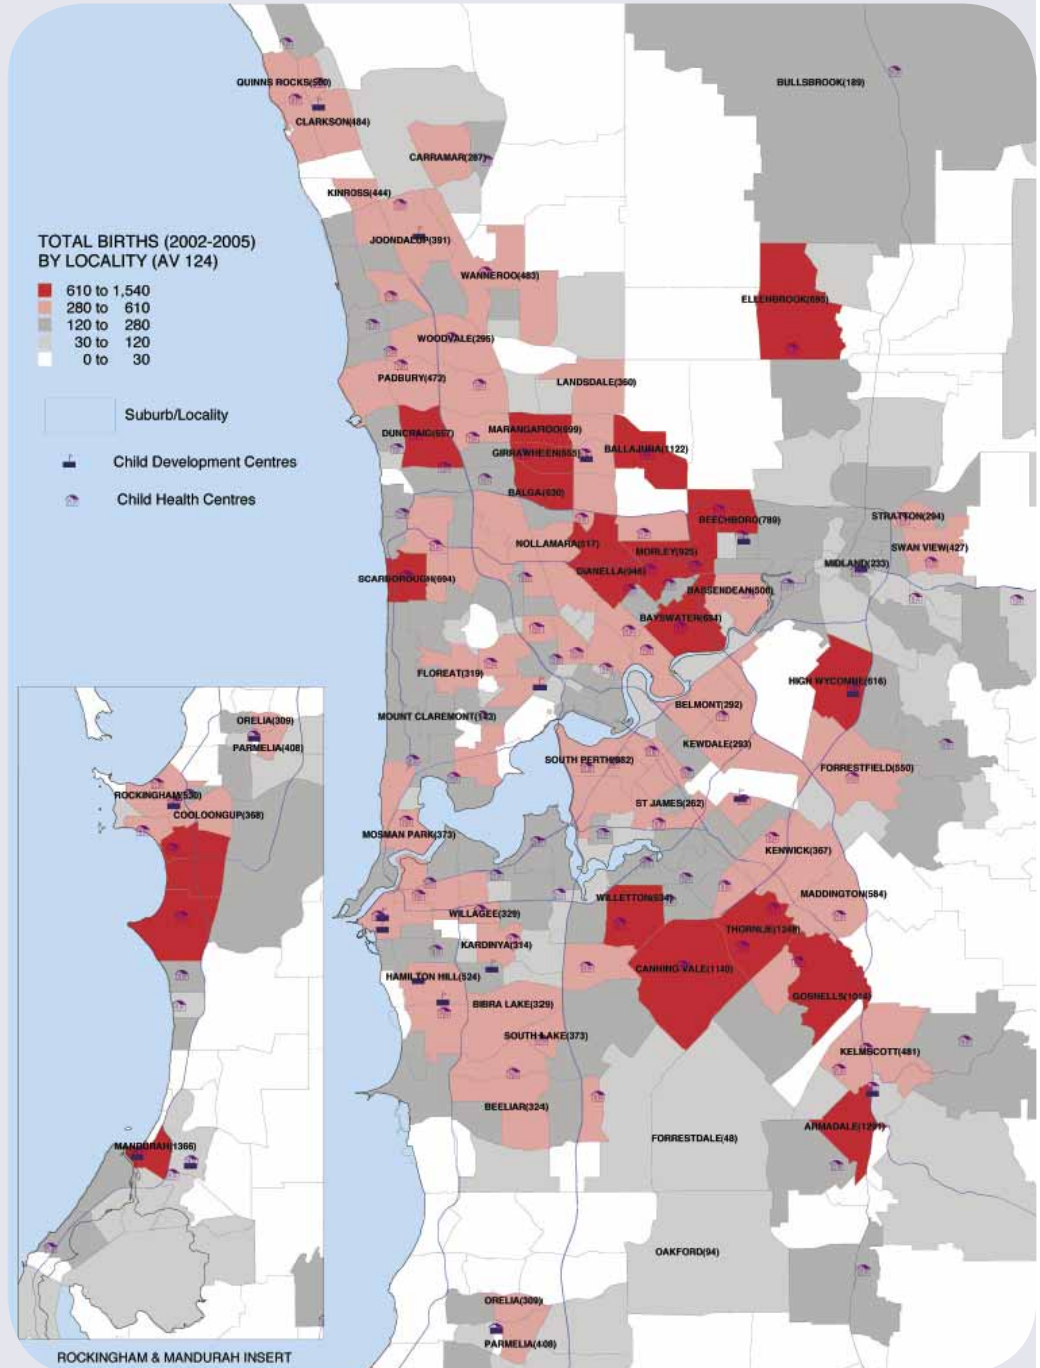 QUINNS ROCKS(580)
BULLSBROOK(189)
CLARKSON(484)
CARRAMAR(287)
KINROSS(444)
JOONDALUP(391)
TOTAL BIRTHS (2002-2005)
BY LOCALITY (AV 124)
610 to 1,540
280 to 610
120 to 280
30 to 120
0 to 30
Suburb/Locality
Child Development Centres
Child Health Centres
WANNEROO(483)
ELLENBROOK(695)
WOODVALE(295)
PADBURY(472)
LANDSDALE(360)
DUNCRAIG(657)
MARANGAROO(699)
GIRRAWHEEN(655)
BALLAJURA(1122)
BALGA(930)
BEECHBORO(789)
STRATTON(294)
NOLLAMARA(517)
MORLEY(925)
SWAN VIEW(427)
MIDLAND(233)
DIANELLA(946)
SCARBOROUGH(694)
BASSENDEAN(506)
BAYSWATER(684)
FLOREAT(319)
HIGH WYCOMBE(616)
BELMONT(292)
MOUNT CLAREMONT(143)
KEWDALE(293)
SOUTH PERTH(982)
FORRESTFIELD(550)
ST JAMES(262)
MOSMAN PARK(373)
KENWICK(367)
WILLETTON(634)
MADDINGTON(584)
WILLAGEE(329)
THORNLIE(1248)
KARDINYA(314)
HAMILTON HILL(524)
CANNING VALE(1140)
GOSNELLS(1014)
BIBRA LAKE(329)
SOUTH LAKE(373)
KELMSCOTT(481)
BEELIAR(324)
ARMADALE(1291)
FORRESTDALE(48)
OAKFORD(94)
ORELIA(309)
PARMELIA(408)
ORELIA(309)
PARMELIA(408)
ROCKINGHAM(530)
COOLOONGUP(368)
MANDURAH(1366)
ROCKINGHAM & MANDURAH INSERT